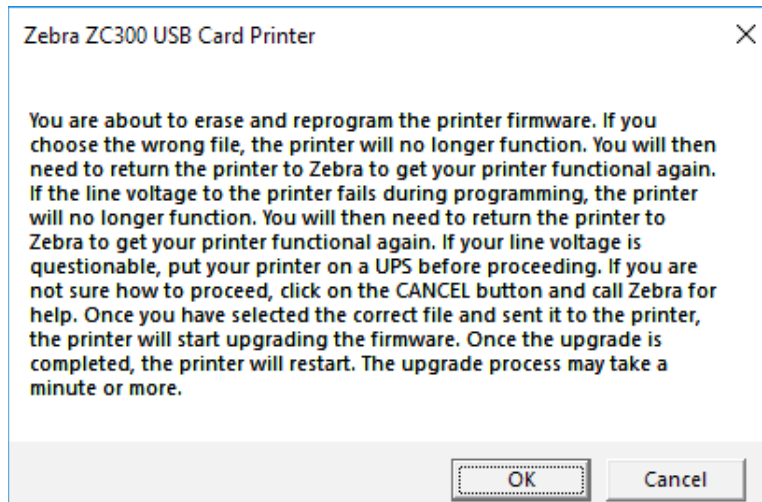 Zebra ZC300 USB Card Printer
You are about to erase and reprogram the printer firmware. If you
choose the wrong file, the printer will no longer function. You will then
need to return the printer to Zebra to get your printer functional again.
If the line voltage to the printer fails during programming, the printer
will no longer function. You will then need to return the printer to
Zebra to get your printer functional again. If your line voltage is
questionable, put your printer on a UPS before proceeding. If you are
not sure how to proceed, click on the CANCEL button and call Zebra for
help. Once you have selected the correct file and sent it to the printer,
the printer will start upgrading the firmware. Once the upgrade is
completed, the printer will restart. The upgrade process may take a
minute or more.
OK
Cancel